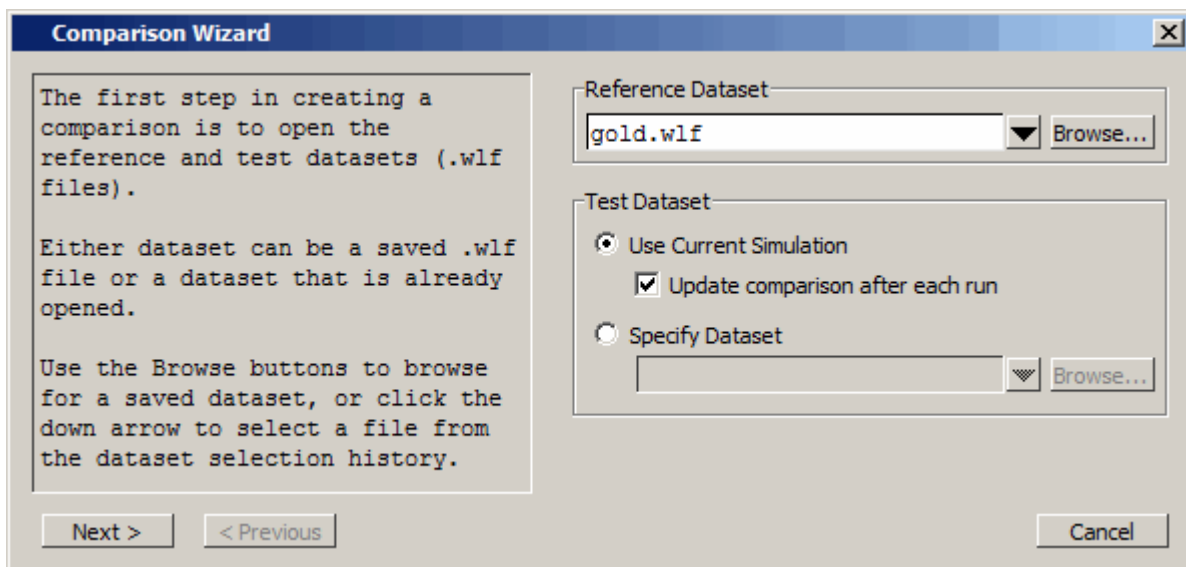 Comparison Wizard
The first step in creating a
comparison is to open the
reference and test datasets (.wlf
files).
Either dataset can be a saved .wlf
file or a dataset that is already
opened.
Use the Browse buttons to browse
for a saved dataset, or click the
down arrow to select a file from
the dataset selection history.
Reference Dataset
gold.wlf
Browse...
Test Dataset
Use Current Simulation
Update comparison after each run
Specify Dataset
Browse...
Next >
< Previous
Cancel